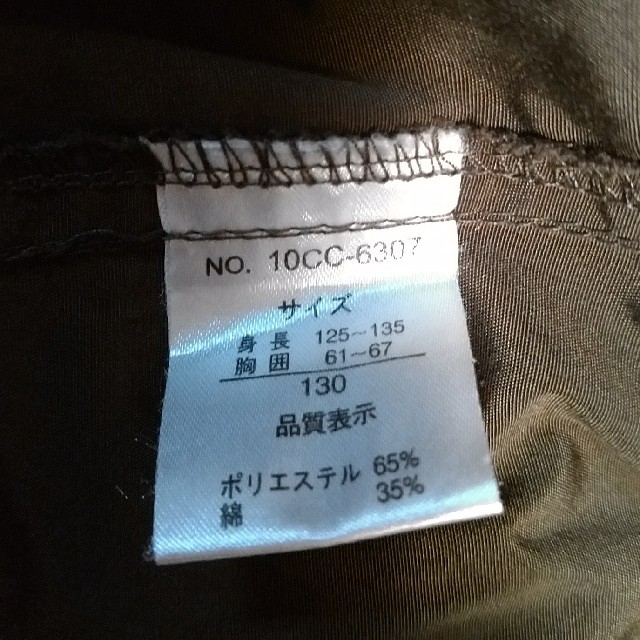 NO. 10CC-6307
サイズ
身長 125~135
胸囲 61~67
130
品質表示
ポリエステル 65%
綿 35%